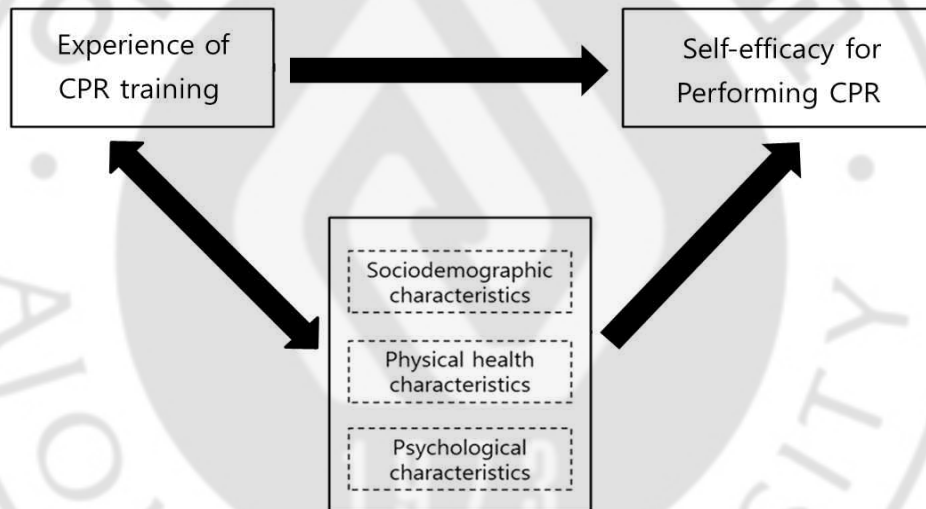 Experience of
CPR training
Self-efficacy for
Performing CPR
Sociodemographic
characteristics
Physical health
characteristics
Psychological
characteristics